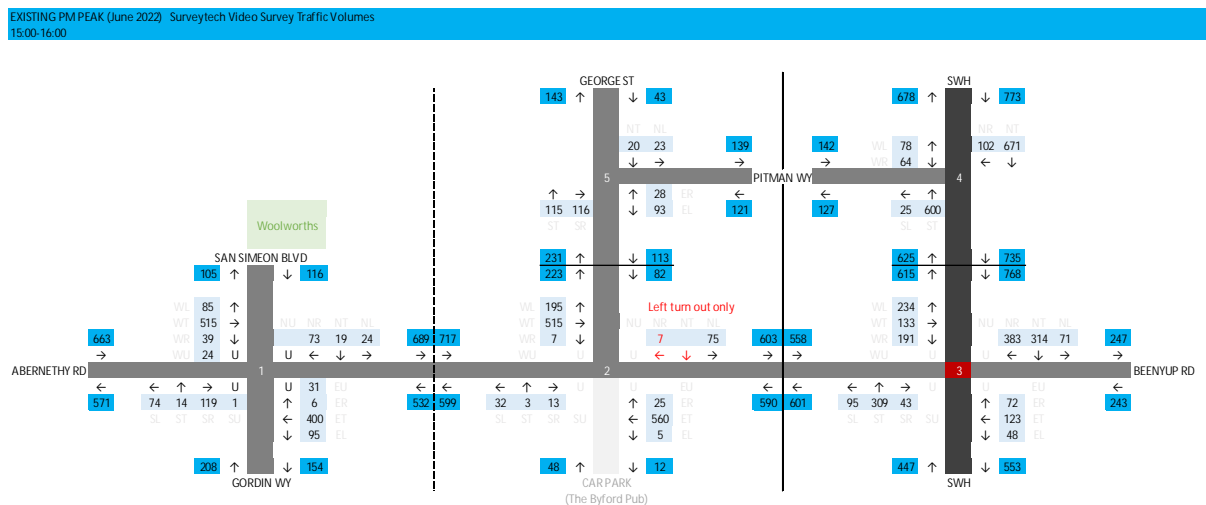 EXISTING PM PEAK (June 2022) Surveytech Video Survey Traffic Volumes
15:00-16:00
GEORGE ST SWH
143 ↑ ↓ 43 678 ↑ ↓ 773
NT NL NR NT
20 23 139 142 WL 78 ↑ 102 671
↓ → → → WR 64 ↓ ← ↓
5 PITMAN WY 4
↑ → ↑ 28 ER ← ← ← ↑
115 116 ↓ 93 EL 121 127 25 600
ST SR SL ST
Woolworths
SAN SIMEON BLVD 231 ↑ ↓ 113 625 ↑ ↓ 735
105 ↑ ↓ 116 223 ↑ ↓ 82 615 ↑ ↓ 768
WL 85 ↑ WL 195 ↑ Left turn out only WL 234 ↑
WT 515 → NU NR NT NL WT 515 → NU NR NT NL WT 133 →
663 WR 39 ↓ 73 19 24 689 717 WR 7 ↓ 7 75 603 558 WR 191 ↓ 383 314 71 247
→ WU 24 U U ← ↓ → → → WU U U ← ↓ → → → WU ← ↓ → →
ABERNETHY RD 1 2 3 BEENYUP RD
← ← ↑ → U U 31 EU ← ← ← ↑ → U U EU ← ← ← ↑ → U EU ←
571 74 14 119 1 ↑ 6 ER 532 599 32 3 13 ↑ 25 ER 590 601 95 309 43 ↑ 72 ER 243
SL ST SR SU ← 400 ET SL ST SR SU ← 560 ET SL ST SR SU ← 123 ET
↓ 95 EL ↓ 5 EL ↓ 48 EL
208 ↑ ↓ 154 48 ↑ ↓ 12 447 ↑ ↓ 553
GORDIN WY CAR PARK SWH
(The Byford Pub)